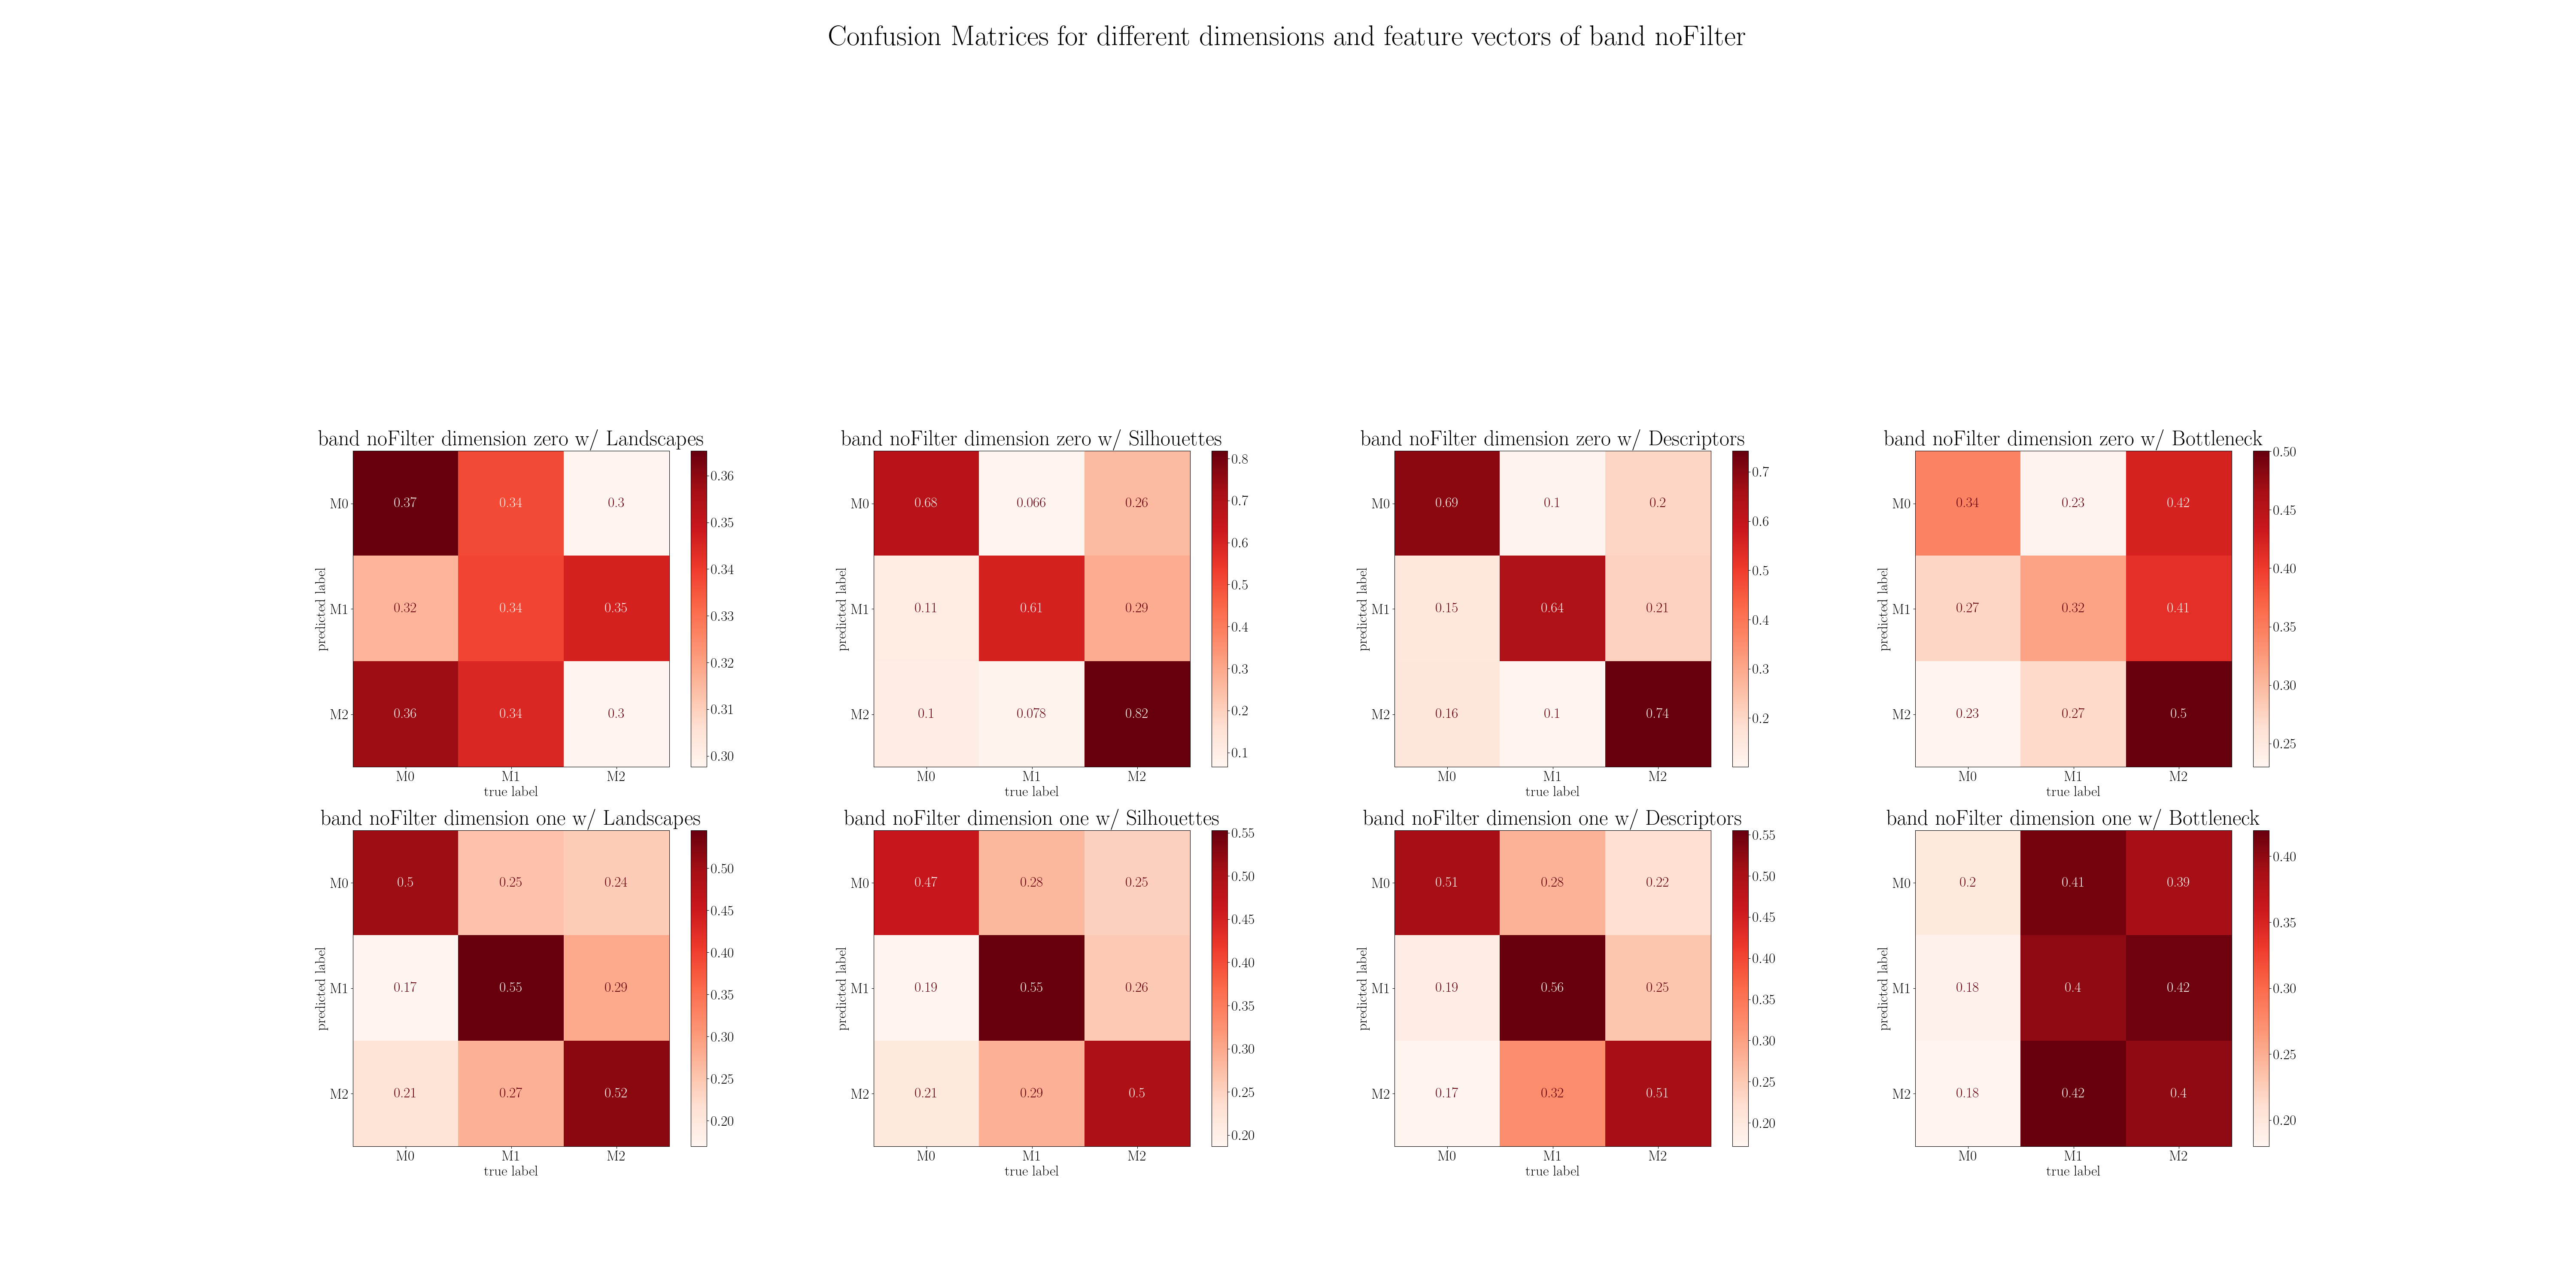 Confusion Matrices for different dimensions and feature vectors of band noFilter
band noFilter dimension zero w/ Landscapes
predicted label
M0 0.37 0.34 0.3
M1 0.32 0.34 0.35
M2 0.36 0.34 0.3
M0 M1 M2
true label
0.36
0.35
0.34
0.33
0.32
0.31
0.30
band noFilter dimension zero w/ Silhouettes
predicted label
M0 0.68 0.066 0.26
M1 0.11 0.61 0.29
M2 0.1 0.078 0.82
M0 M1 M2
true label
0.8
0.7
0.6
0.5
0.4
0.3
0.2
0.1
band noFilter dimension zero w/ Descriptors
predicted label
M0 0.69 0.1 0.2
M1 0.15 0.64 0.21
M2 0.16 0.1 0.74
M0 M1 M2
true label
0.7
0.6
0.5
0.4
0.3
0.2
band noFilter dimension zero w/ Bottleneck
predicted label
M0 0.34 0.23 0.42
M1 0.27 0.32 0.41
M2 0.23 0.27 0.5
M0 M1 M2
true label
0.50
0.45
0.40
0.35
0.30
0.25
band noFilter dimension one w/ Landscapes
predicted label
M0 0.5 0.25 0.24
M1 0.17 0.55 0.29
M2 0.21 0.27 0.52
M0 M1 M2
true label
0.50
0.45
0.40
0.35
0.30
0.25
0.20
band noFilter dimension one w/ Silhouettes
predicted label
M0 0.47 0.28 0.25
M1 0.19 0.55 0.26
M2 0.21 0.29 0.5
M0 M1 M2
true label
0.55
0.50
0.45
0.40
0.35
0.30
0.25
0.20
band noFilter dimension one w/ Descriptors
predicted label
M0 0.51 0.28 0.22
M1 0.19 0.56 0.25
M2 0.17 0.32 0.51
M0 M1 M2
true label
0.55
0.50
0.45
0.40
0.35
0.30
0.25
0.20
band noFilter dimension one w/ Bottleneck
predicted label
M0 0.2 0.41 0.39
M1 0.18 0.4 0.42
M2 0.18 0.42 0.4
M0 M1 M2
true label
0.40
0.35
0.30
0.25
0.20